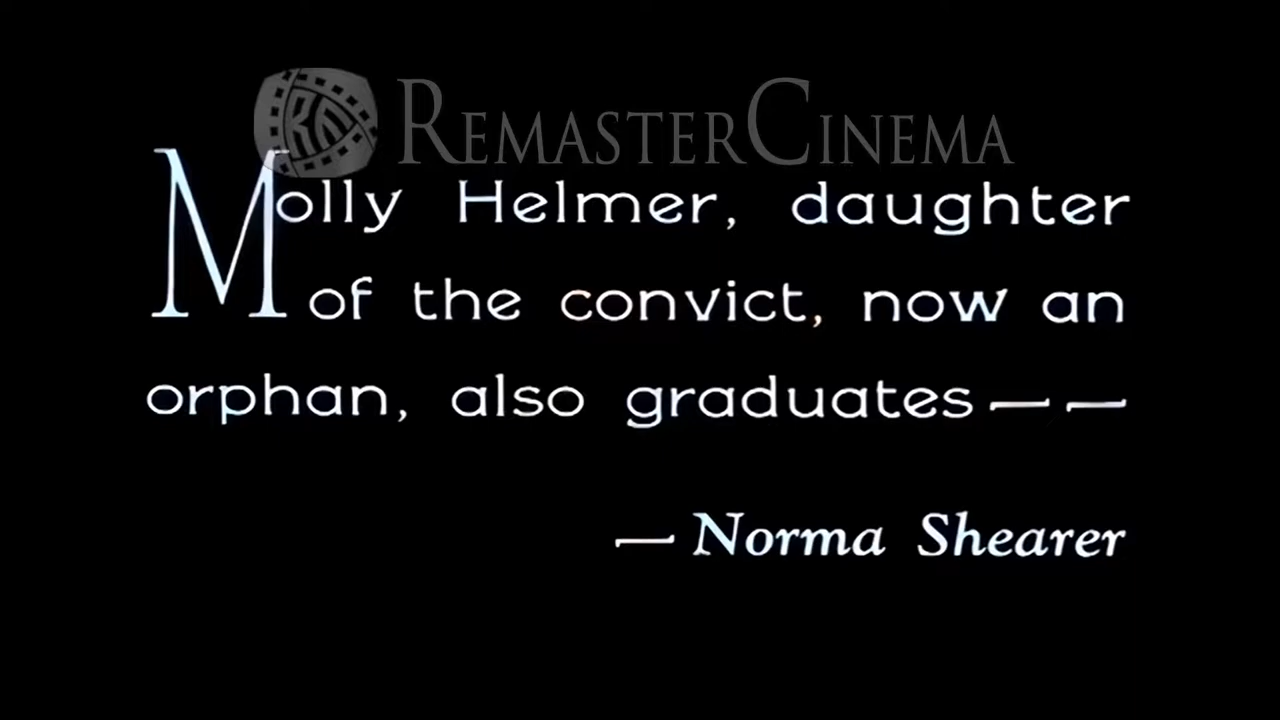 REMASTERCINEMA
Molly Helmer, daughter
of the convict, now an
orphan, also graduates — —
— Norma Shearer